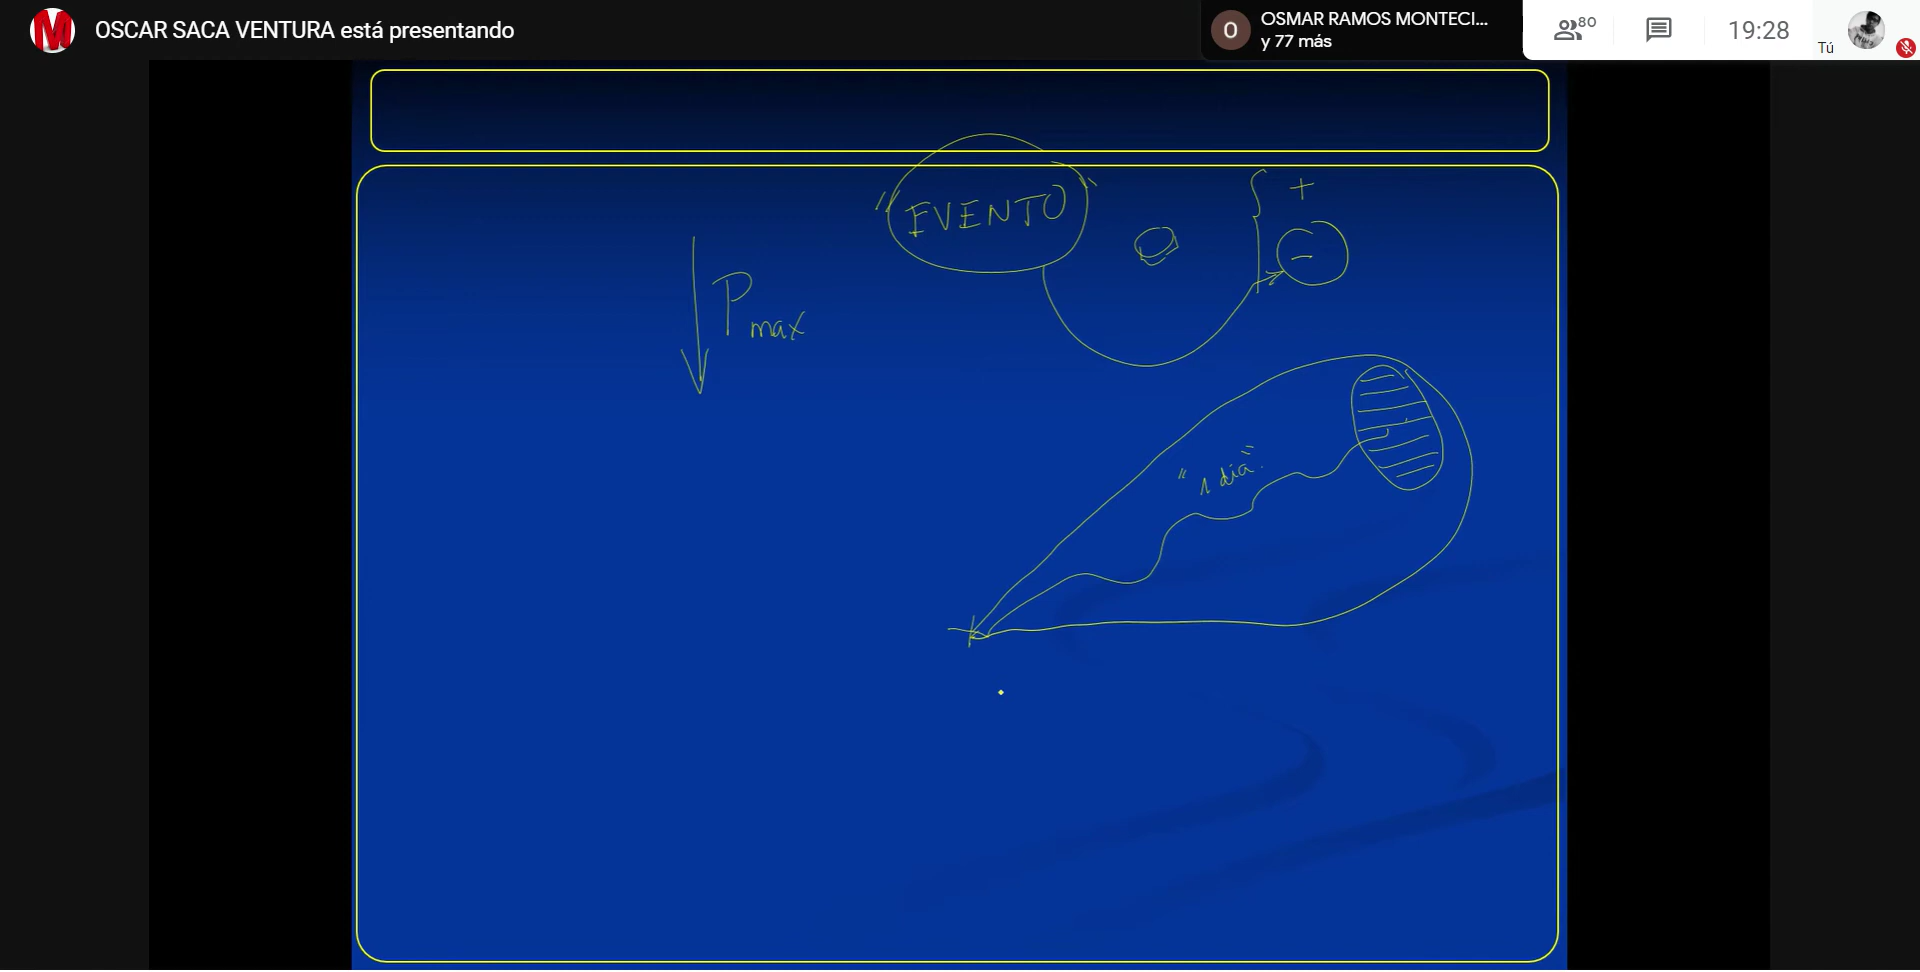 OSCAR SACA VENTURA está presentando
OSMAR RAMOS MONTECI...
y 77 más
80
19:28
Tú
"EVENTO"
+
-
P max
"1 día".